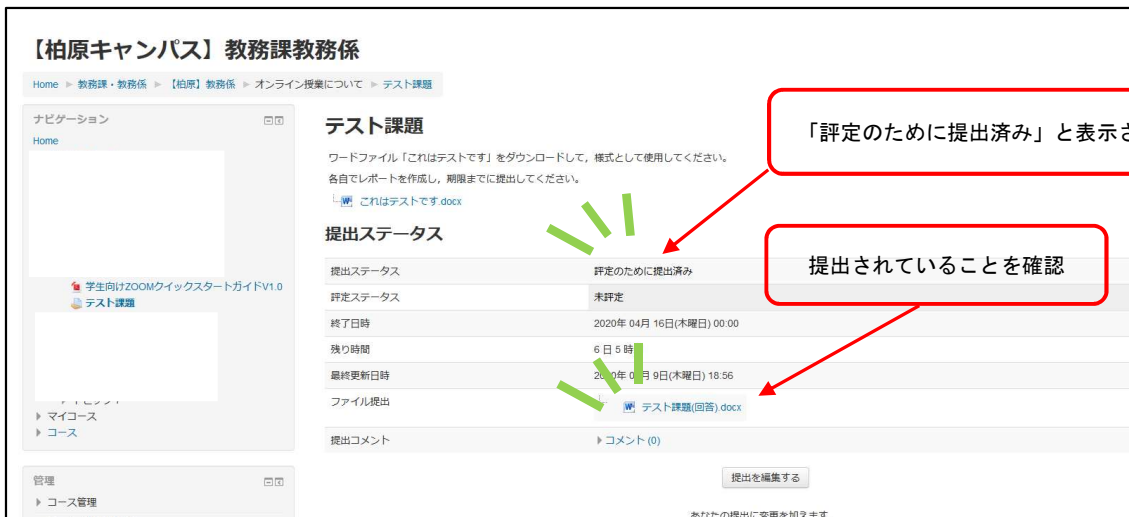 【柏原キャンパス】教務課教務係
Home ▶ 教務課・教務係 ▶ 【柏原】教務係 ▶ オンライン授業について ▶ テスト課題
ナビゲーション
Home
学生向けZOOMクイックスタートガイドV1.0
テスト課題
マイコース
コース
管理
コース管理
テスト課題
ワードファイル「これはテストです」をダウンロードして，様式として使用してください。
各自でレポートを作成し，期限までに提出してください。
これはテストです.docx
提出ステータス
提出ステータス 評定のために提出済み
評定ステータス 未評定
終了日時 2020年 04月 16日(木曜日) 00:00
残り時間 6 日 5 時
最終更新日時 9日(木曜日) 18:56
ファイル提出 テスト課題(回答).docx
提出コメント コメント (0)
提出を編集する
あなたの提出に変更を加えます
「評定のために提出済み」と表示さ
提出されていることを確認